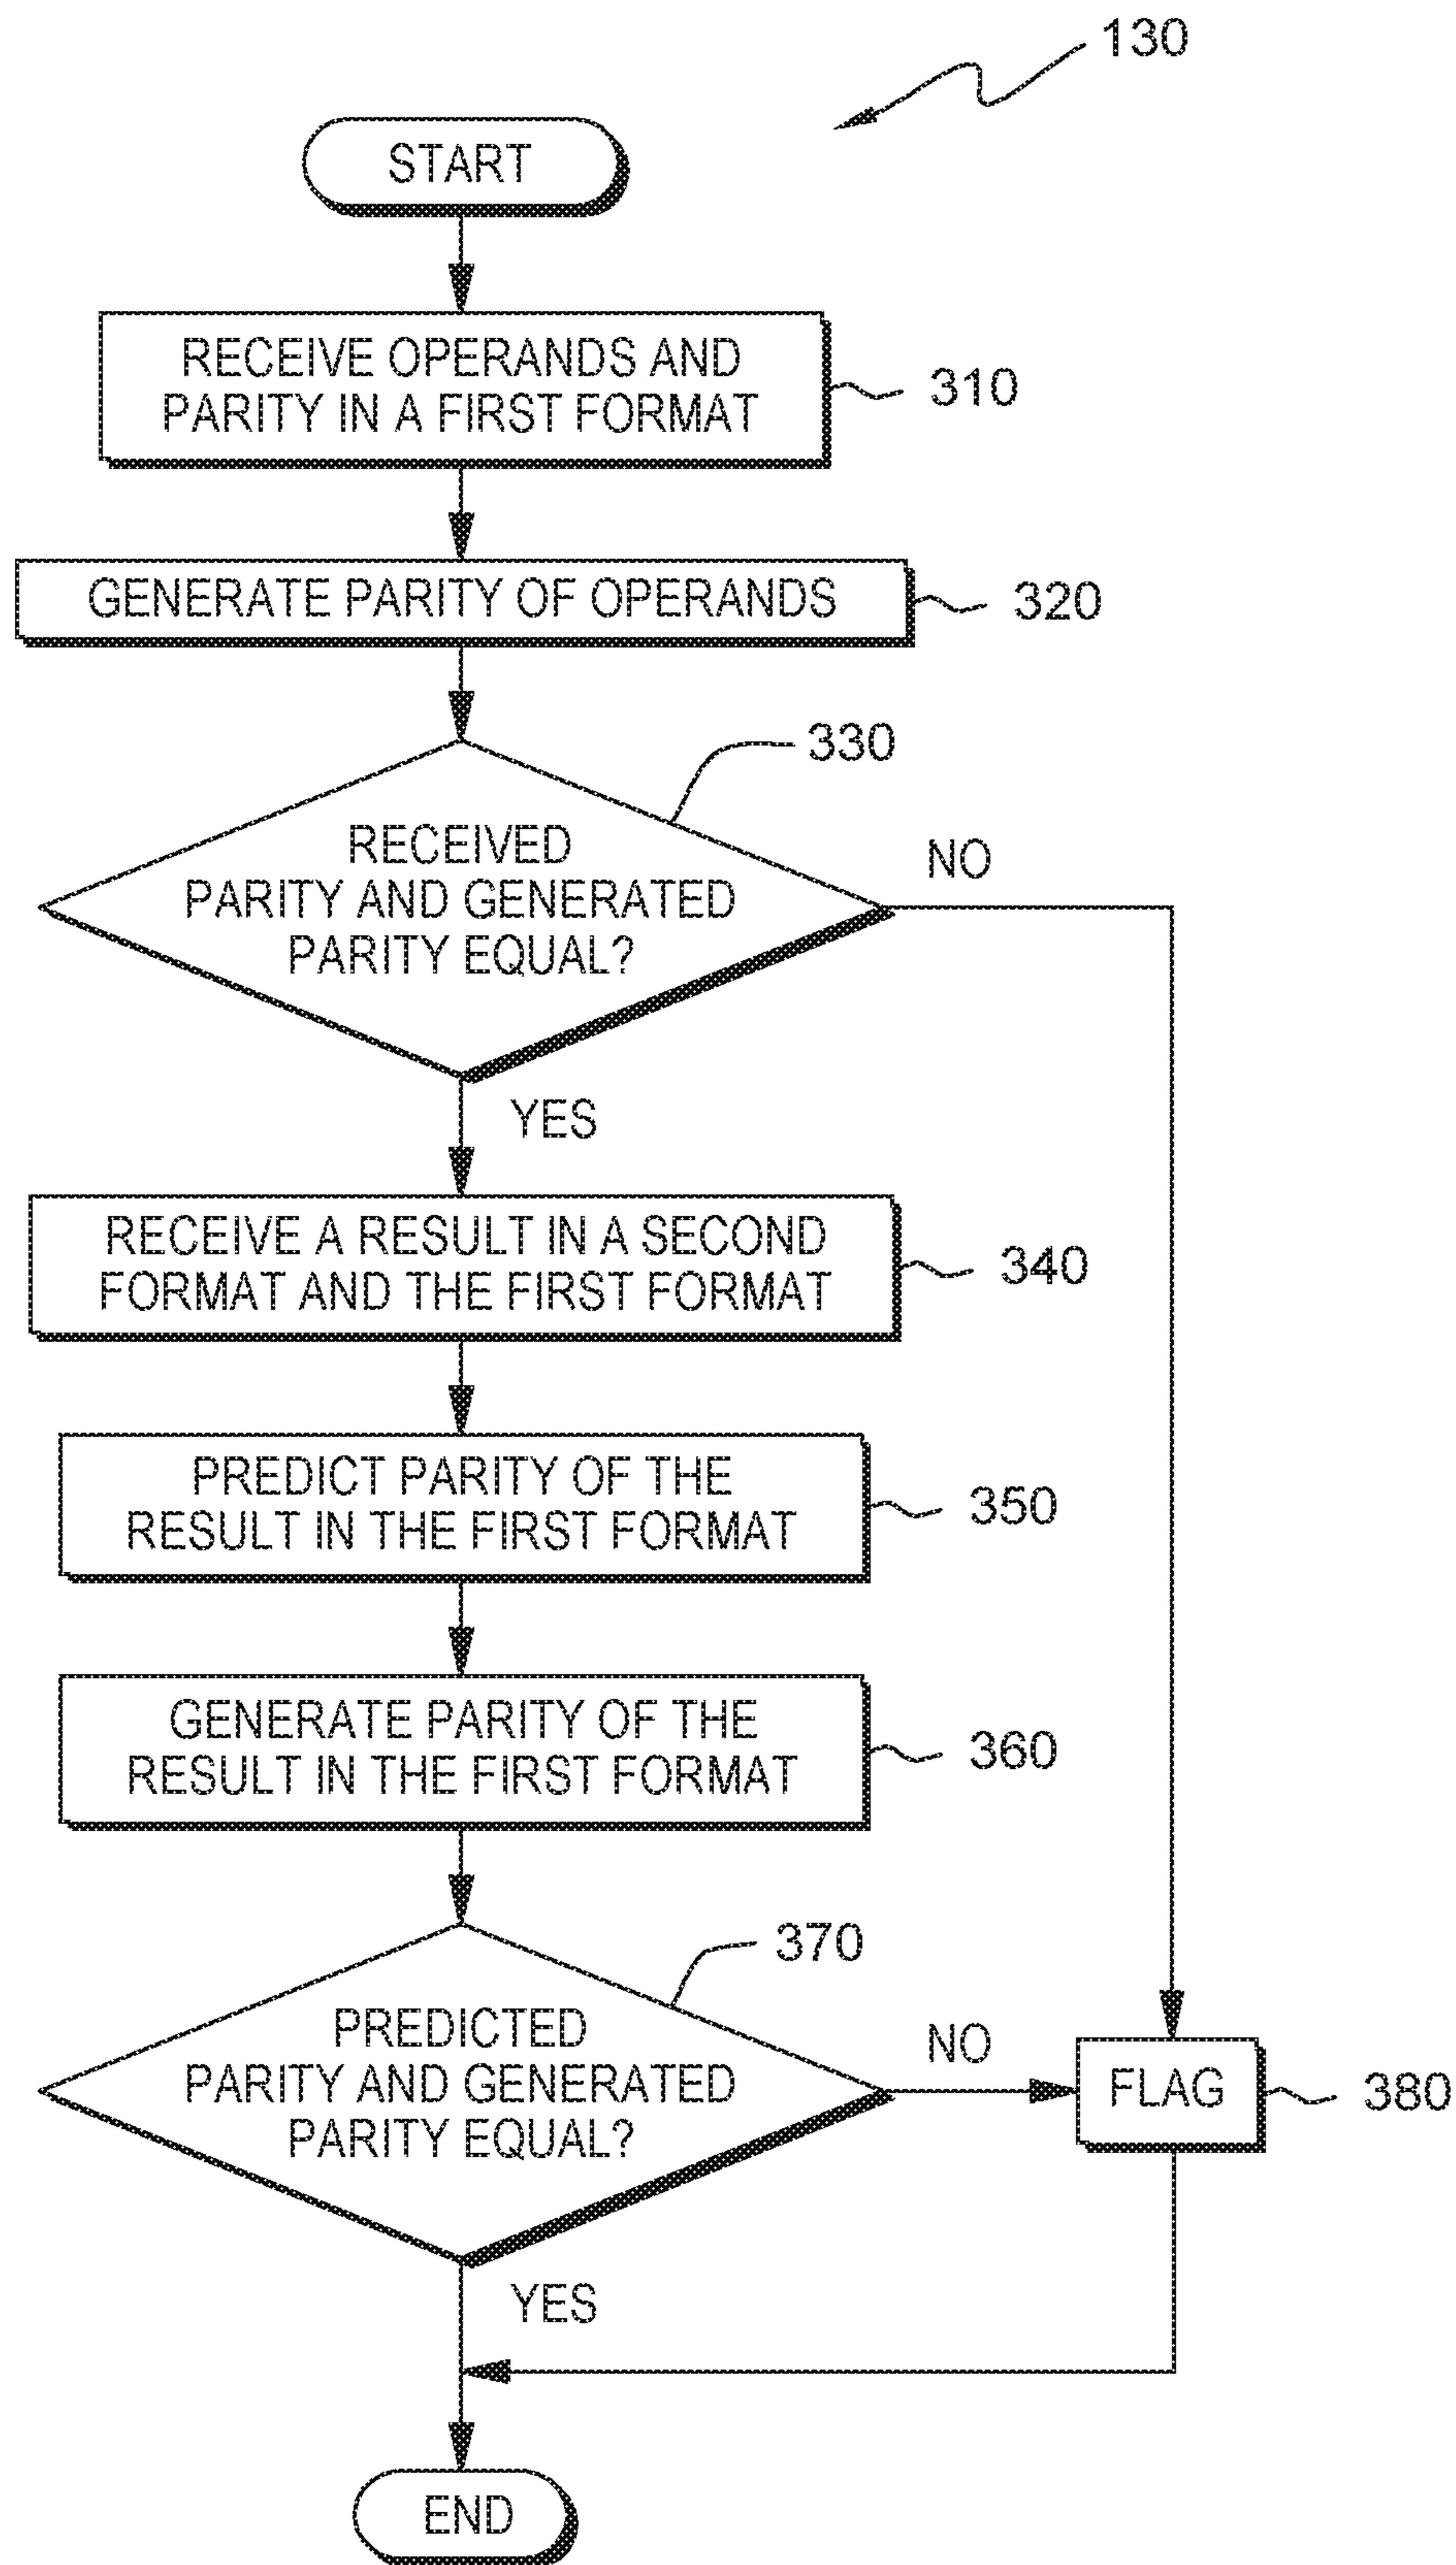 130
START
RECEIVE OPERANDS AND
PARITY IN A FIRST FORMAT
310
GENERATE PARITY OF OPERANDS
320
330
RECEIVED
PARITY AND GENERATED
PARITY EQUAL?
NO
YES
RECEIVE A RESULT IN A SECOND
FORMAT AND THE FIRST FORMAT
340
PREDICT PARITY OF THE
RESULT IN THE FIRST FORMAT
350
GENERATE PARITY OF THE
RESULT IN THE FIRST FORMAT
360
370
PREDICTED
PARITY AND GENERATED
PARITY EQUAL?
NO
FLAG
380
YES
END